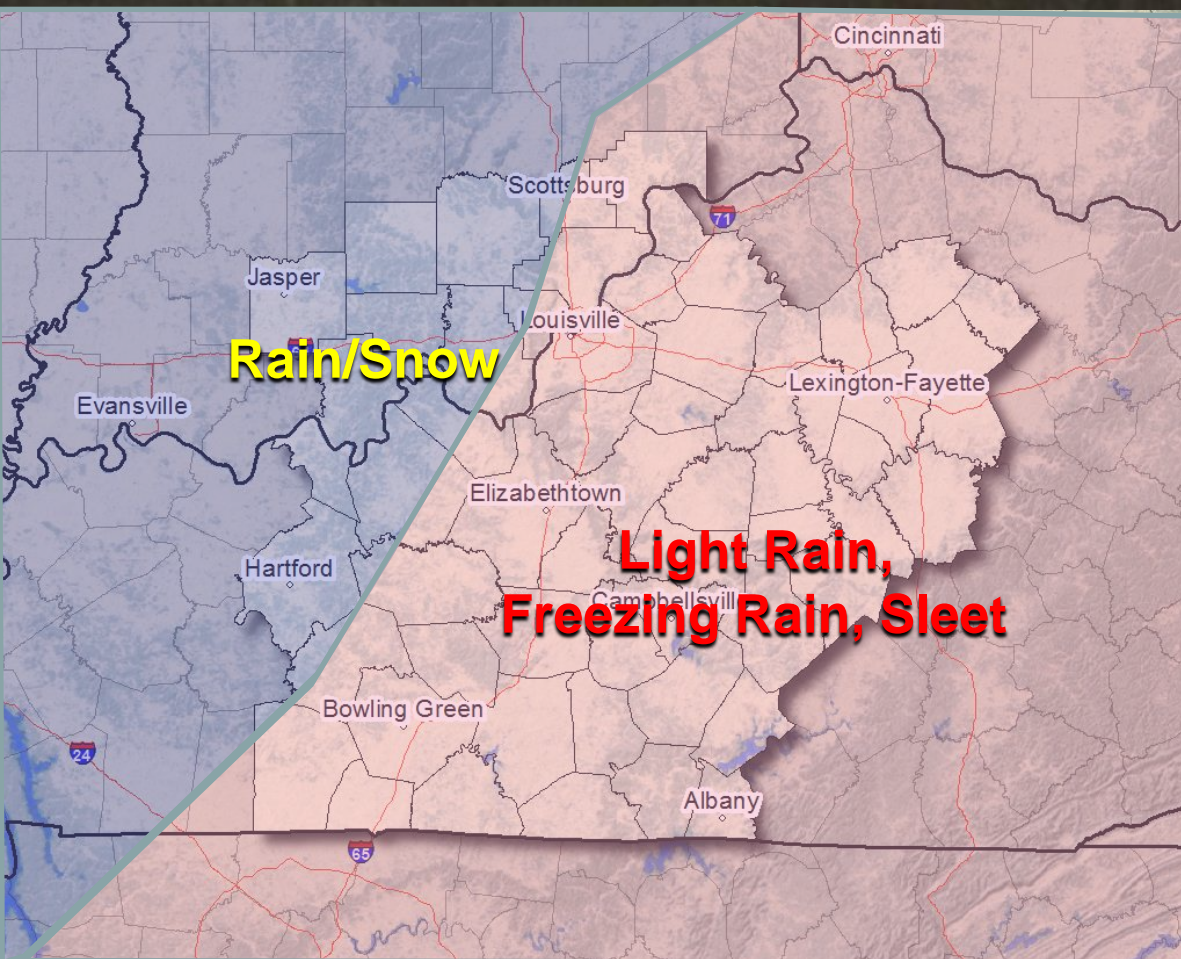 Cincinnati
Scottsburg
71
Jasper
Louisville
Rain/Snow
Lexington-Fayette
Evansville
Elizabethtown
Light Rain,
Hartford
Campbellsville
Freezing Rain, Sleet
Bowling Green
24
Albany
65